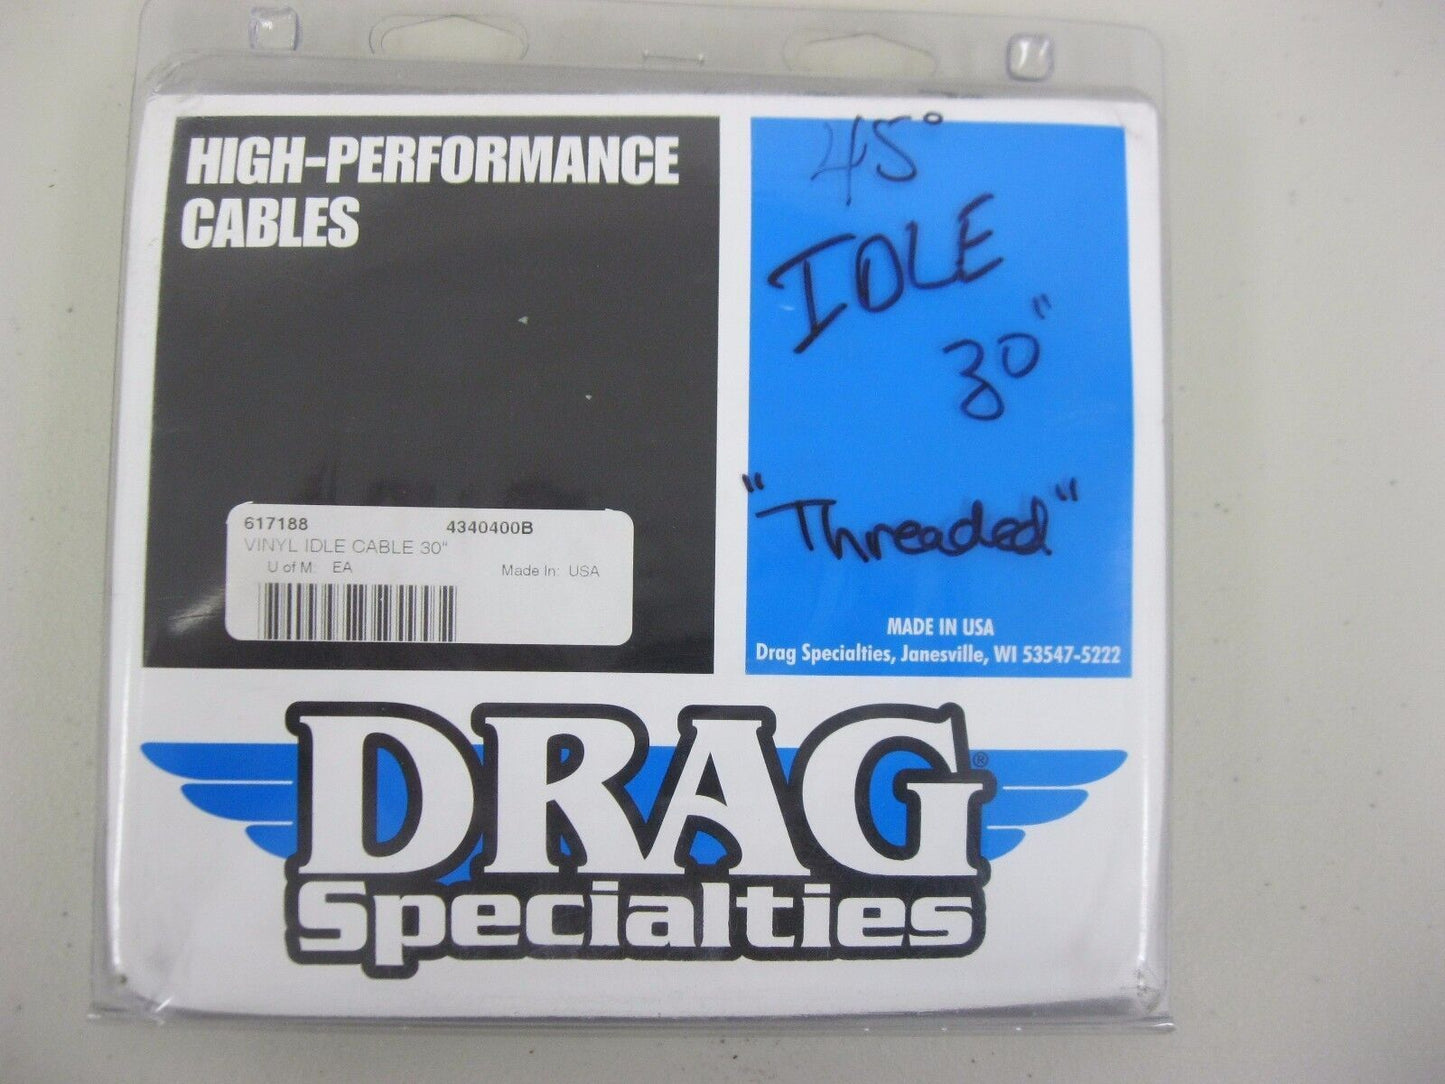 HIGH-PERFORMANCE
CABLES
45°
IDLE
30"
"Threaded"
617188 4340400B
VINYL IDLE CABLE 30"
U of M: EA Made In: USA
MADE IN USA
Drag Specialties, Janesville, WI 53547-5222
DRAG®
Specialties